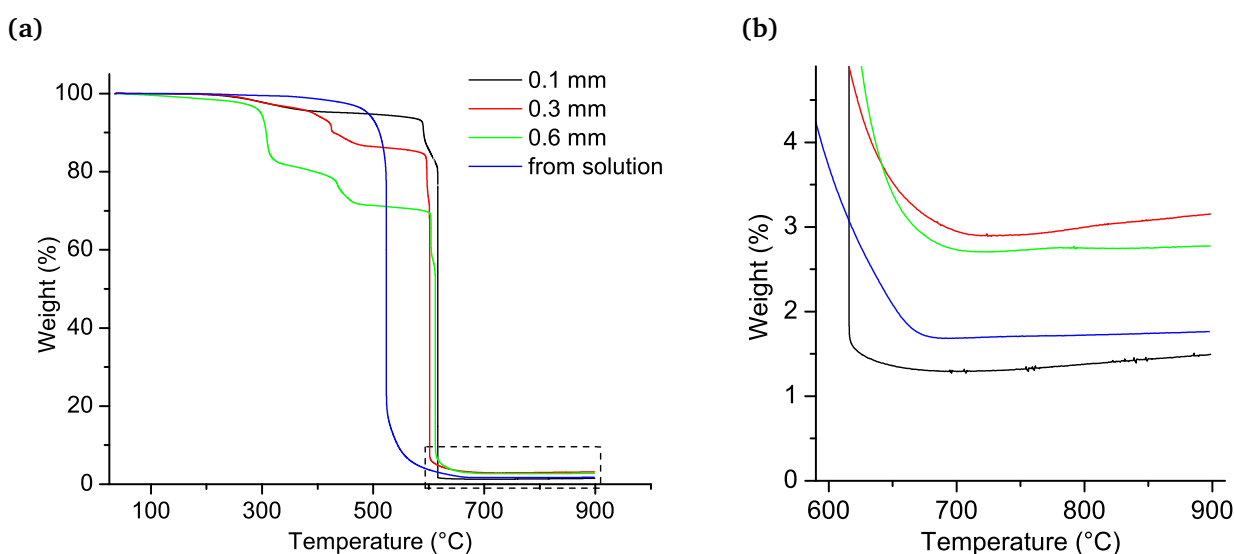 (a)
0.1 mm
0.3 mm
0.6 mm
from solution
Weight (%)
100
80
60
40
20
0
100 300 500 700 900
Temperature (°C)
(b)
Weight (%)
4
3
2
1
0
600 700 800 900
Temperature (°C)